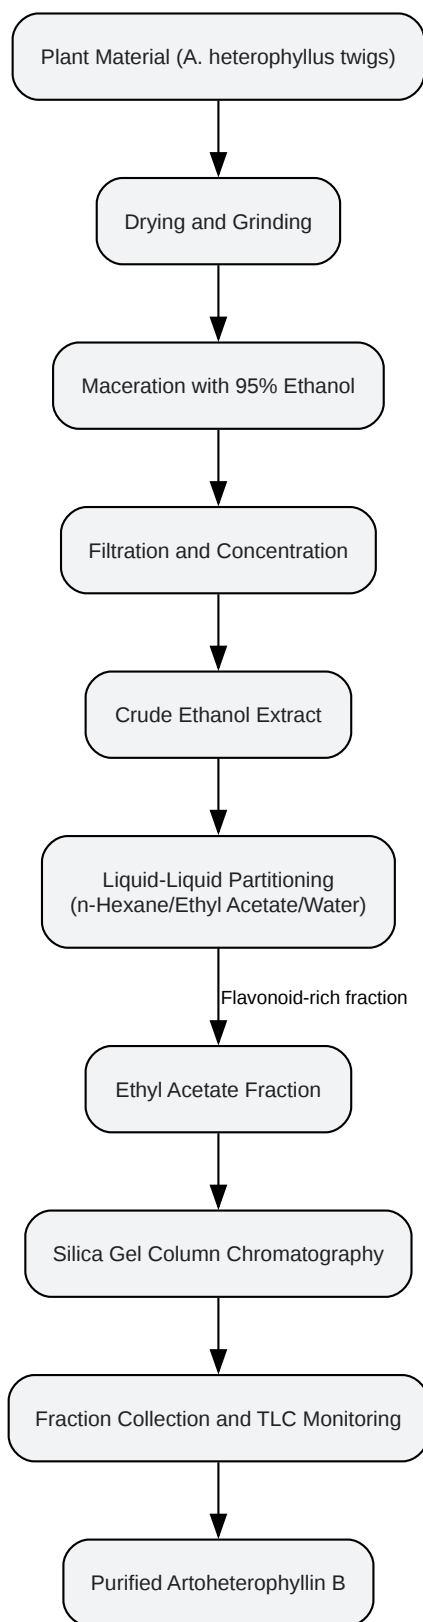 Plant Material (A. heterophyllus twigs)
Drying and Grinding
Maceration with 95% Ethanol
Filtration and Concentration
Crude Ethanol Extract
Liquid-Liquid Partitioning
(n-Hexane/Ethyl Acetate/Water)
Flavonoid-rich fraction
Ethyl Acetate Fraction
Silica Gel Column Chromatography
Fraction Collection and TLC Monitoring
Purified Artoheterophyllin B